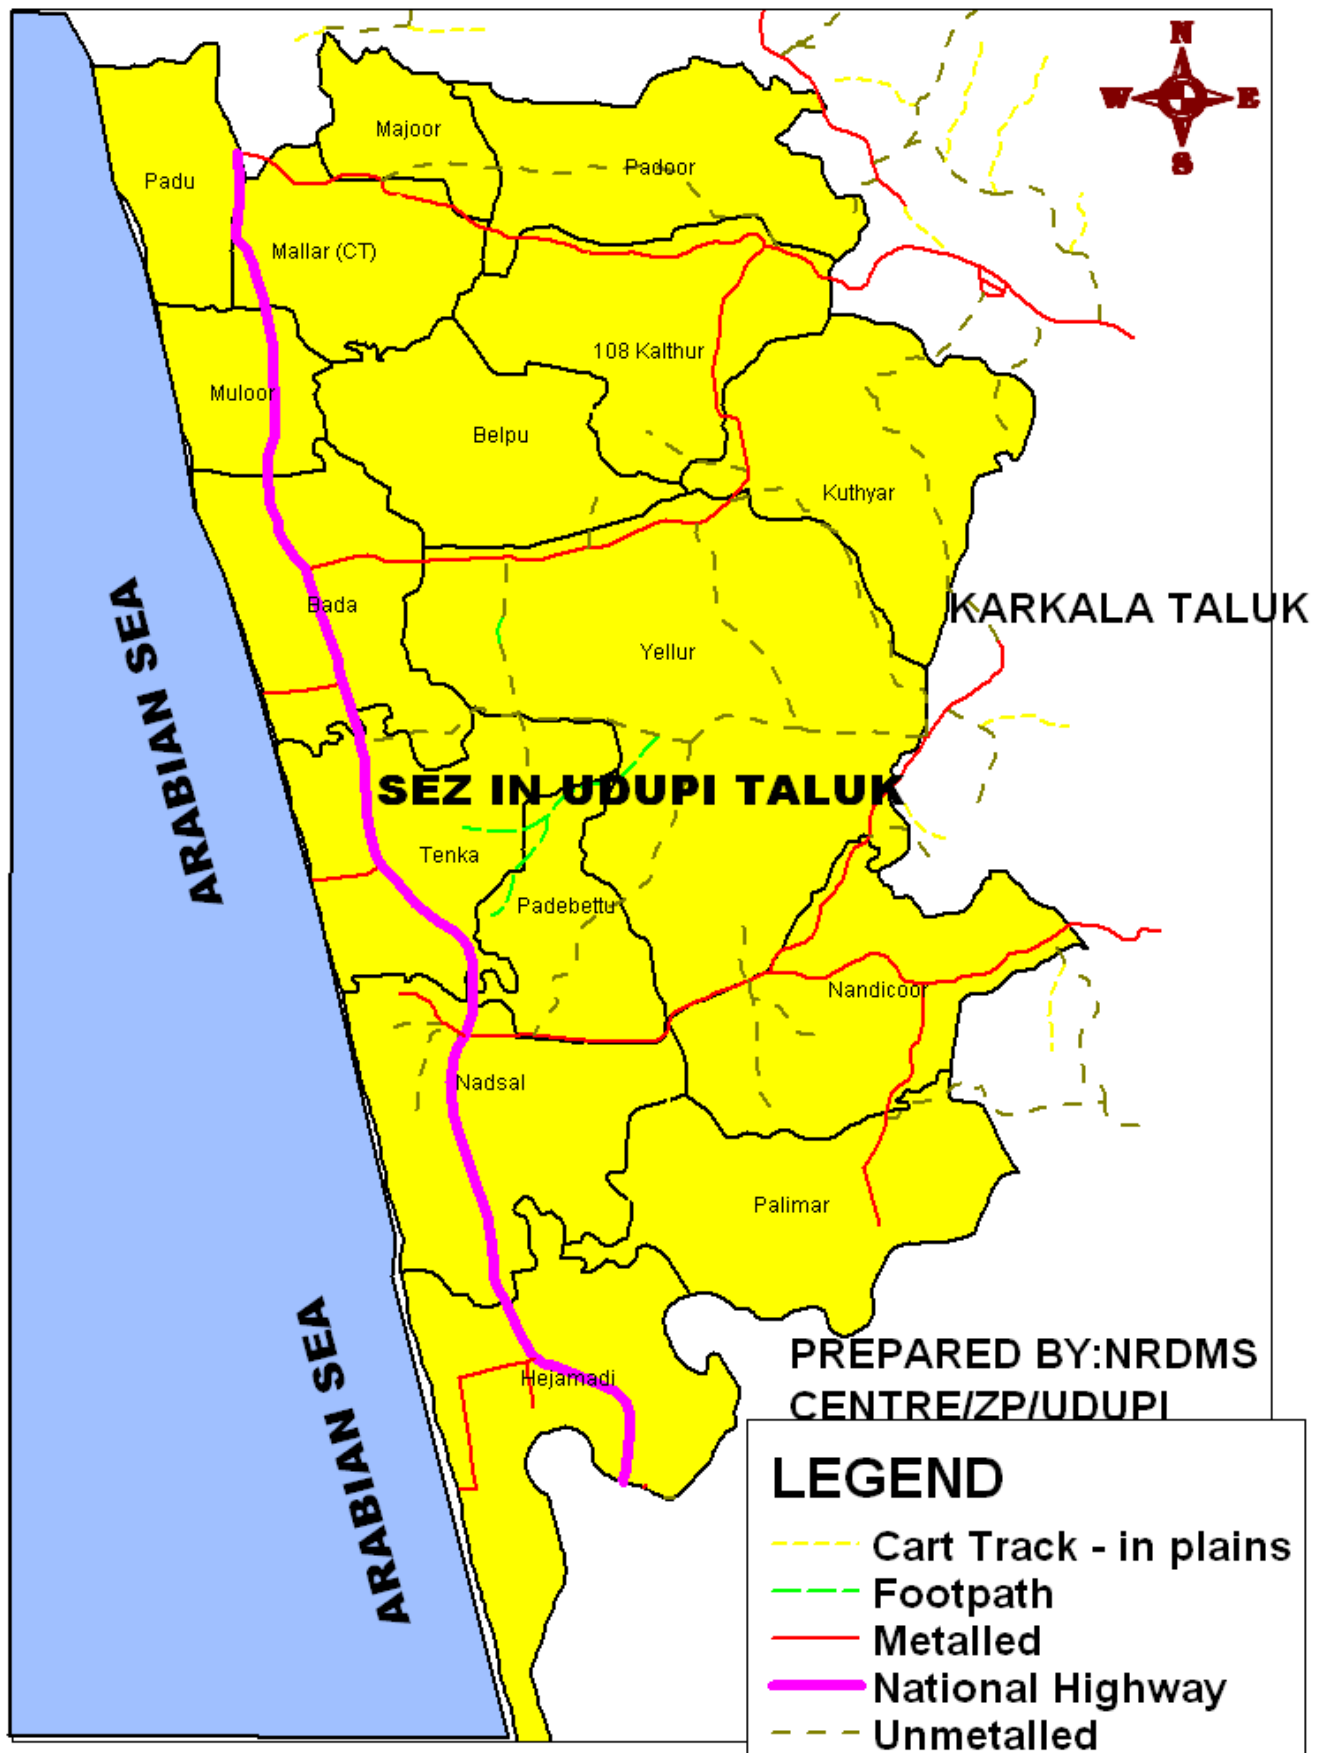 N
W E
S
Majoor
Padoor
Padu
Mallar (CT)
108 Kalthur
Muloor
Belpu
Kuthyar
ARABIAN SEA
Bada
KARKALA TALUK
Yellur
SEZ IN UDUPI TALUK
Tenka
Padebettu
Nandicoor
Nadsal
Palimar
ARABIAN SEA
Hejamadi
PREPARED BY:NRDMS
CENTRE/ZP/UDUPI
LEGEND
Cart Track - in plains
Footpath
Metalled
National Highway
Unmetalled